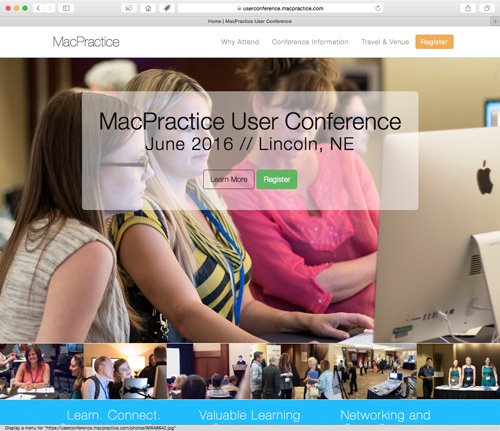 userconference.macpractice.com
Home | MacPractice User Conference
MacPractice
Why Attend
Conference Information
Travel & Venue
Register
MacPractice User Conference
June 2016 // Lincoln, NE
Learn More
Register
Learn. Connect.
Valuable Learning
Networking and
Display a menu for "https://userconference.macpractice.com/photos/IMG_6642.jpg"